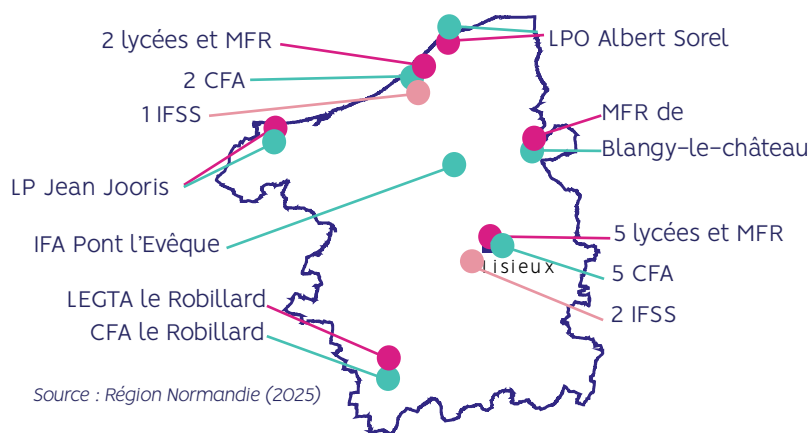 2 lycées et MFR
LPO Albert Sorel
2 CFA
1 IFSS
MFR de
Blangy-le-château
LP Jean Jooris
IFA Pont l'Evêque
5 lycées et MFR
Lisieux
5 CFA
LEGTA le Robillard
2 IFSS
CFA le Robillard
Source : Région Normandie (2025)